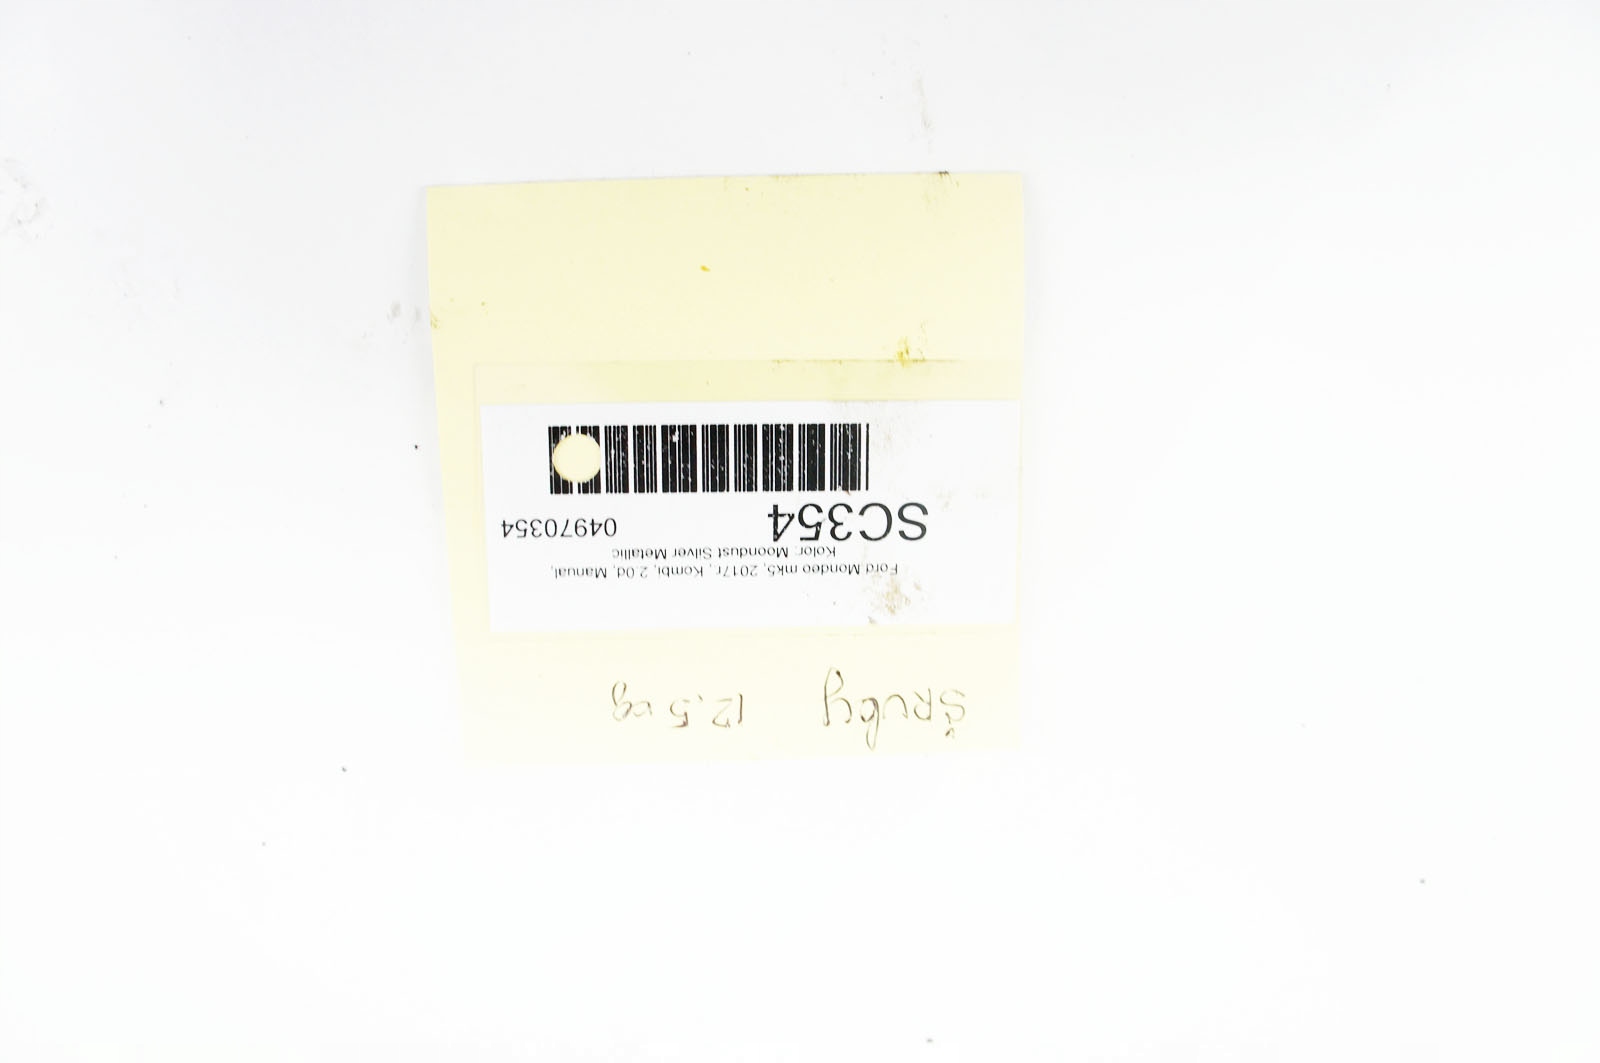 ŚRUBY 12,5 kg
Ford Mondeo mk5, 2017r., Kombi, 2.0d, Manual,
Kolor: Moondust Silver Metallic
SC354 04970354